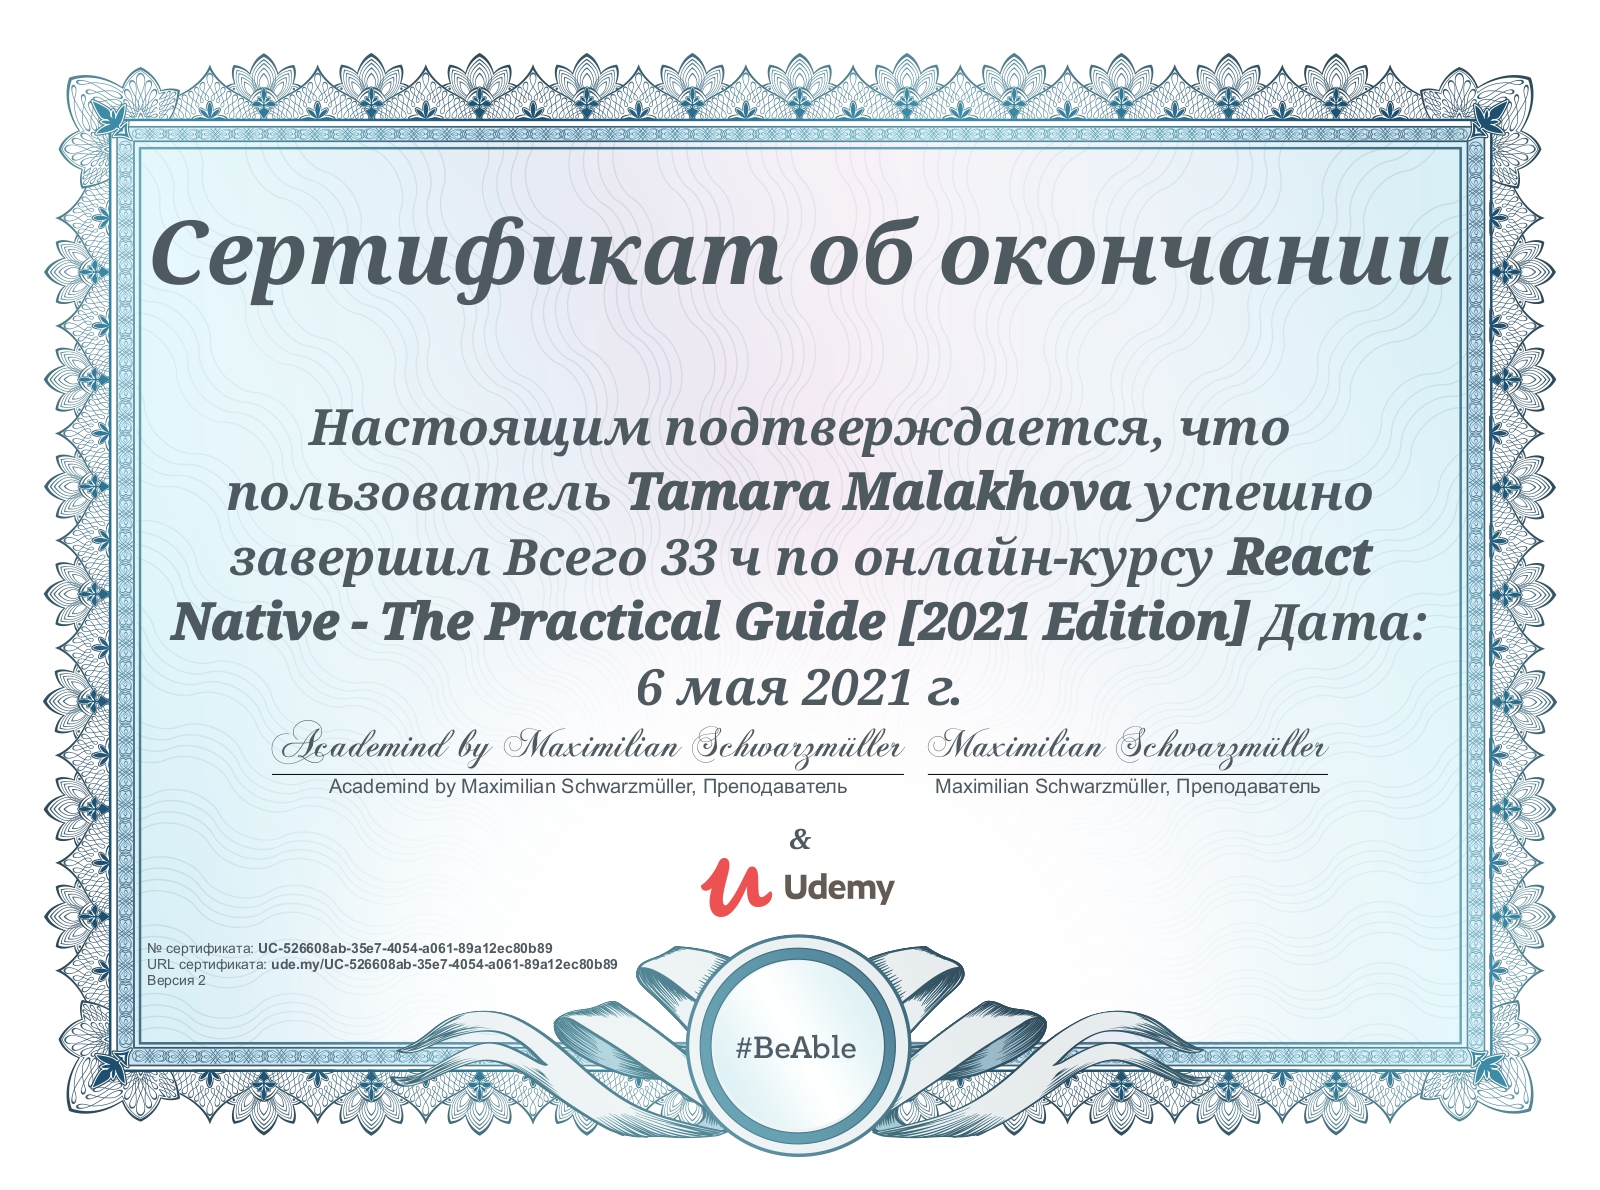 Сертификат об окончании
Настоящим подтверждается, что
пользователь Tamara Malakhova успешно
завершил Всего 33 ч по онлайн-курсу React
Native - The Practical Guide [2021 Edition] Дата:
6 мая 2021 г.
Academind by Maximilian Schwarzmüller Maximilian Schwarzmüller
Academind by Maximilian Schwarzmüller, Преподаватель Maximilian Schwarzmüller, Преподаватель
&
Udemy
№ сертификата: UC-526608ab-35e7-4054-a061-89a12ec80b89
URL сертификата: ude.my/UC-526608ab-35e7-4054-a061-89a12ec80b89
Версия 2
#BeAble